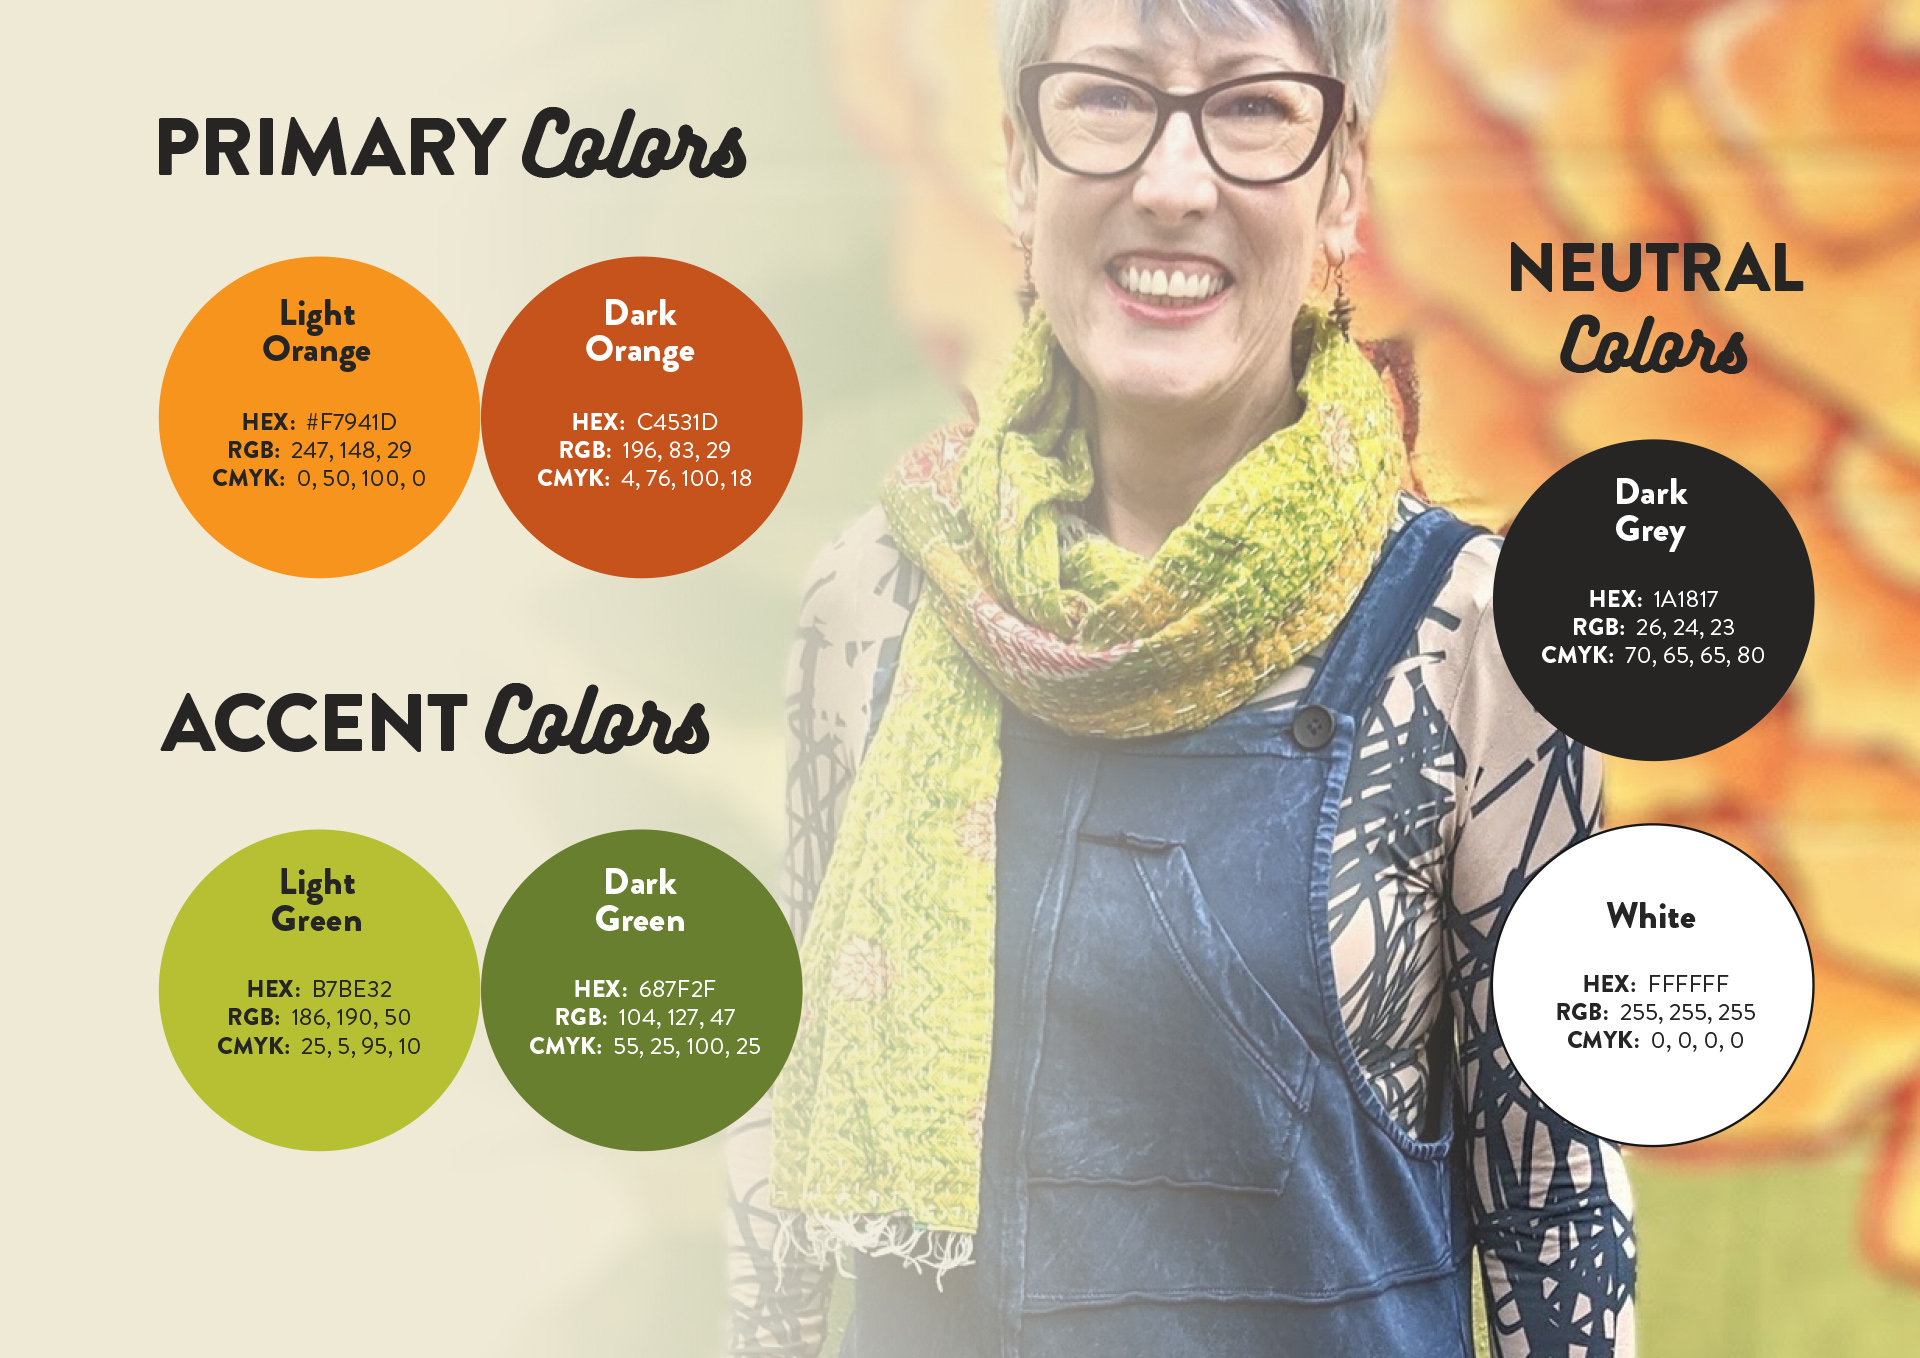 PRIMARY Colors
Light
Orange
HEX: #F7941D
RGB: 247, 148, 29
CMYK: 0, 50, 100, 0
Dark
Orange
HEX: C4531D
RGB: 196, 83, 29
CMYK: 4, 76, 100, 18
ACCENT Colors
Light
Green
HEX: B7BE32
RGB: 186, 190, 50
CMYK: 25, 5, 95, 10
Dark
Green
HEX: 687F2F
RGB: 104, 127, 47
CMYK: 55, 25, 100, 25
NEUTRAL
Colors
Dark
Grey
HEX: 1A1817
RGB: 26, 24, 23
CMYK: 70, 65, 65, 80
White
HEX: FFFFFF
RGB: 255, 255, 255
CMYK: 0, 0, 0, 0